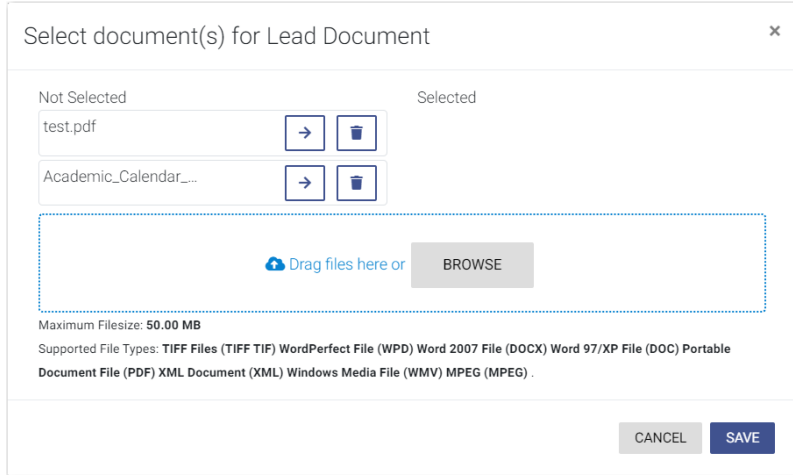 Select document(s) for Lead Document
×
Not Selected
Selected
test.pdf
Academic_Calendar_...
Drag files here or
BROWSE
Maximum Filesize: 50.00 MB
Supported File Types: TIFF Files (TIFF TIF) WordPerfect File (WPD) Word 2007 File (DOCX) Word 97/XP File (DOC) Portable
Document File (PDF) XML Document (XML) Windows Media File (WMV) MPEG (MPEG) .
CANCEL
SAVE